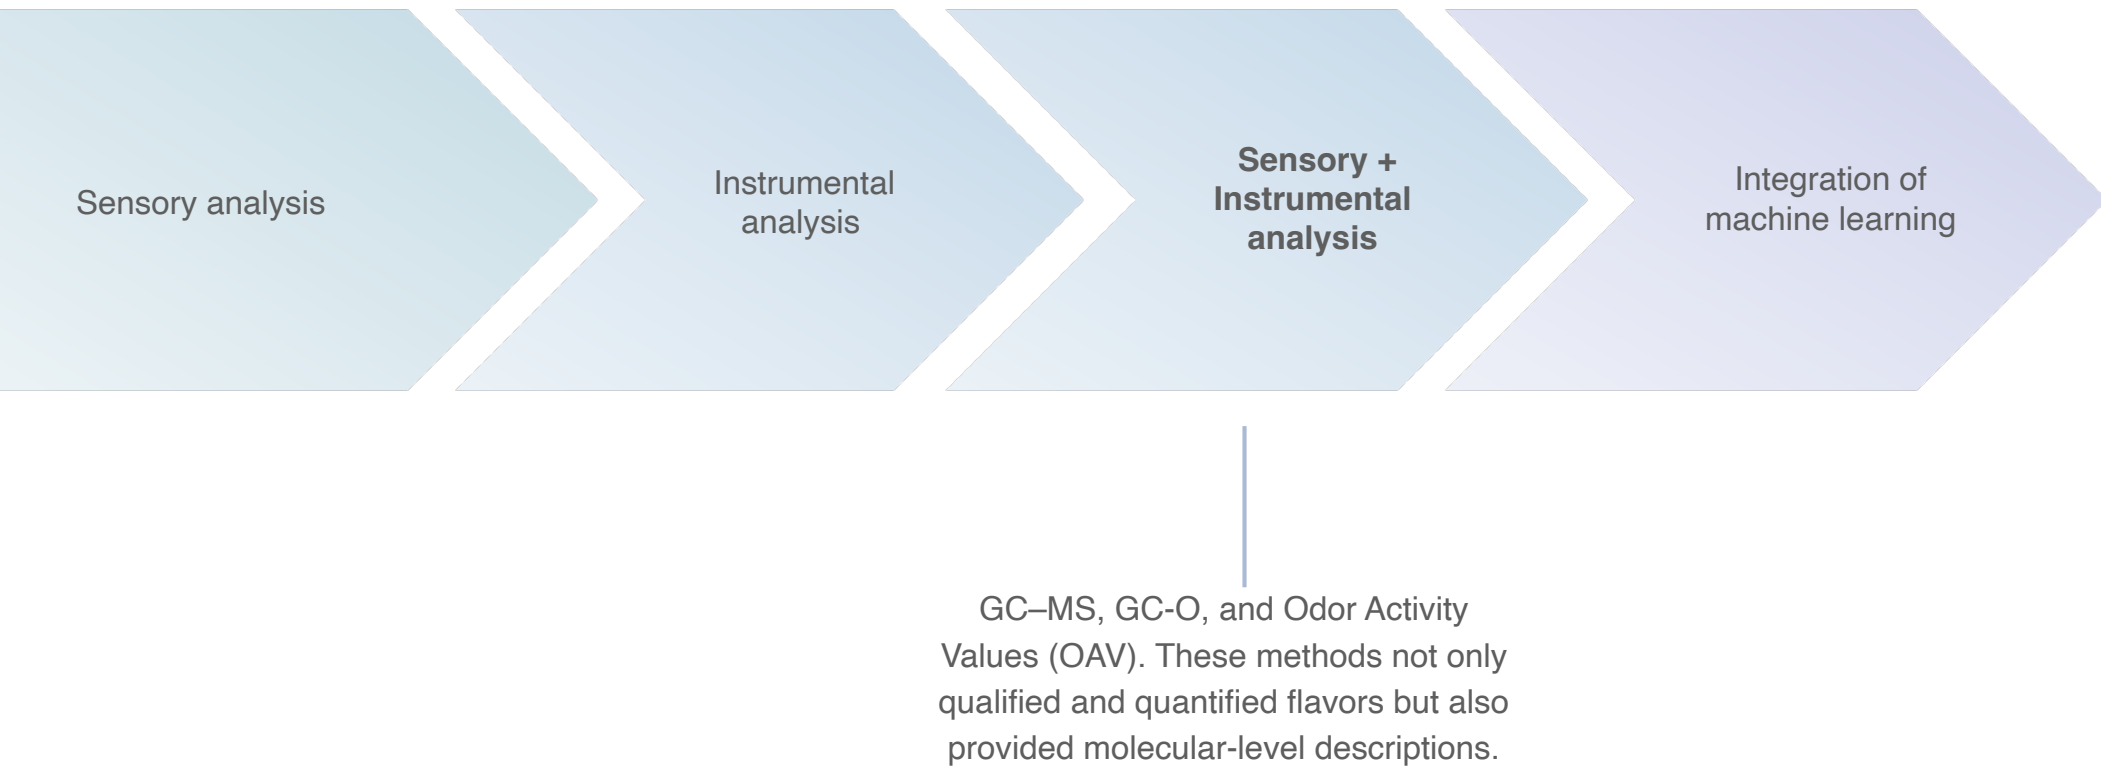 Sensory analysis
Instrumental
analysis
Sensory +
Instrumental
analysis
Integration of
machine learning
GC–MS, GC-O, and Odor Activity
Values (OAV). These methods not only
qualified and quantified flavors but also
provided molecular-level descriptions.